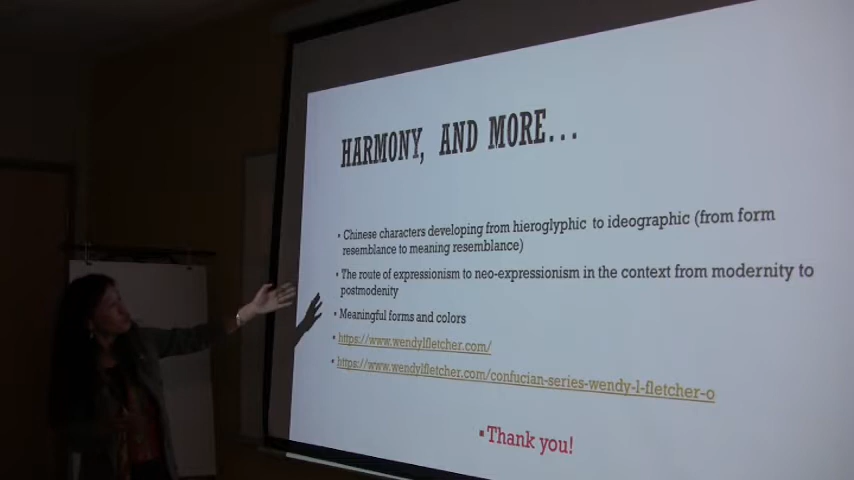 HARMONY, AND MORE...
• Chinese characters developing from hieroglyphic to ideographic (from form
resemblance to meaning resemblance)
• The route of expressionism to neo-expressionism in the context from modernity to
postmodenity
• Meaningful forms and colors
• https://www.wendylfletcher.com/
• https://www.wendylfletcher.com/confucian-series-wendy-l-fletcher-o
▪Thank you!